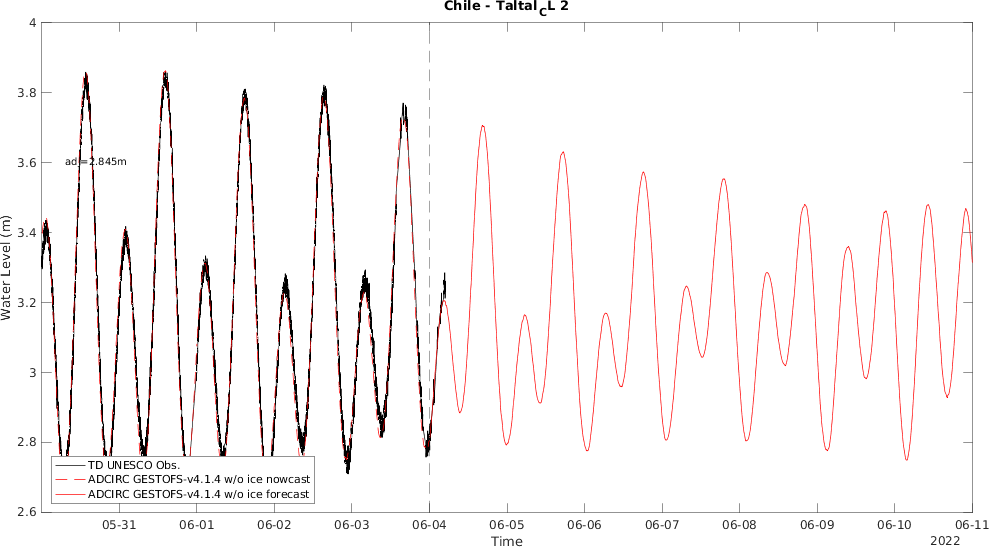 Chile - Taltal_CL 2
4
3.8
3.6
3.4
3.2
3
2.8
2.6
Water Level (m)
adj=2.845m
TD UNESCO Obs.
ADCIRC GESTOFS-v4.1.4 w/o ice nowcast
ADCIRC GESTOFS-v4.1.4 w/o ice forecast
05-31 06-01 06-02 06-03 06-04 06-05 06-06 06-07 06-08 06-09 06-10 06-11
Time
2022